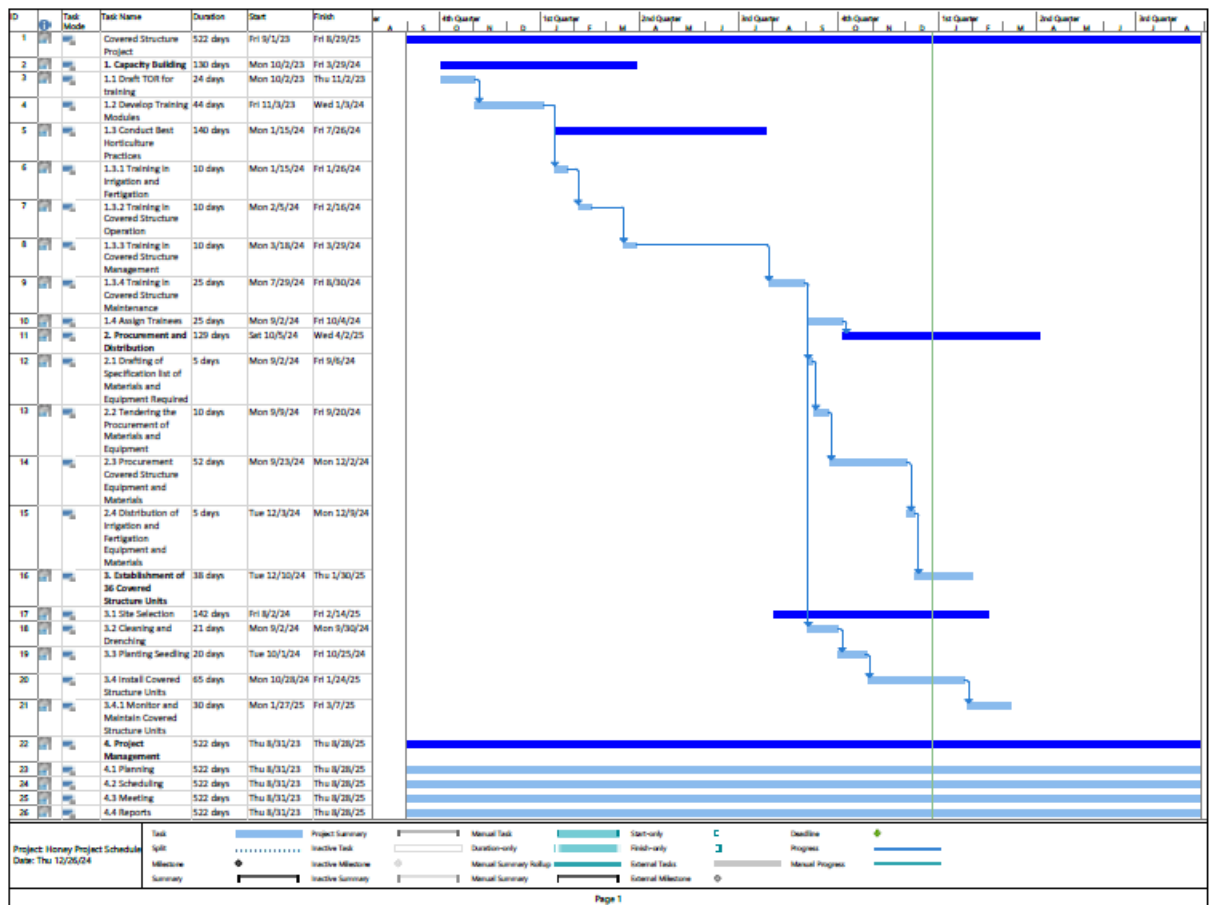 ID Task Mode Task Name Duration Start Finish
er 4th Quarter 1st Quarter 2nd Quarter 3rd Quarter 4th Quarter 1st Quarter 2nd Quarter 3rd Quarter
A S O N D J F M A M J J A S O N D J F M A M J J A
1 Covered Structure Project 522 days Fri 9/1/23 Fri 8/29/25
2 1. Capacity Building 130 days Mon 10/2/23 Fri 3/29/24
3 1.1 Draft TOR for training 24 days Mon 10/2/23 Thu 11/2/23
4 1.2 Develop Training Modules 44 days Fri 11/3/23 Wed 1/3/24
5 1.3 Conduct Best Horticulture Practices 140 days Mon 1/15/24 Fri 7/26/24
6 1.3.1 Training in Irrigation and Fertigation 10 days Mon 1/15/24 Fri 1/26/24
7 1.3.2 Training in Covered Structure Operation 10 days Mon 2/5/24 Fri 2/16/24
8 1.3.3 Training in Covered Structure Management 10 days Mon 3/18/24 Fri 3/29/24
9 1.3.4 Training in Covered Structure Maintenance 25 days Mon 7/29/24 Fri 8/30/24
10 1.4 Assign Trainees 25 days Mon 9/2/24 Fri 10/4/24
11 2. Procurement and Distribution 129 days Sat 10/5/24 Wed 4/2/25
12 2.1 Drafting of Specification list of Materials and Equipment Required 5 days Mon 9/2/24 Fri 9/6/24
13 2.2 Tendering the Procurement of Materials and Equipment 10 days Mon 9/9/24 Fri 9/20/24
14 2.3 Procurement Covered Structure Equipment and Materials 52 days Mon 9/23/24 Mon 12/2/24
15 2.4 Distribution of Irrigation and Fertigation Equipment and Materials 5 days Tue 12/3/24 Mon 12/9/24
16 3. Establishment of 36 Covered Structure Units 38 days Tue 12/10/24 Thu 1/30/25
17 3.1 Site Selection 142 days Fri 8/2/24 Fri 2/14/25
18 3.2 Cleaning and Drenching 21 days Mon 9/2/24 Mon 9/30/24
19 3.3 Planting Seedling 20 days Tue 10/1/24 Fri 10/25/24
20 3.4 Install Covered Structure Units 65 days Mon 10/28/24 Fri 1/24/25
21 3.4.1 Monitor and Maintain Covered Structure Units 30 days Mon 1/27/25 Fri 3/7/25
22 4. Project Management 522 days Thu 8/31/23 Thu 8/28/25
23 4.1 Planning 522 days Thu 8/31/23 Thu 8/28/25
24 4.2 Scheduling 522 days Thu 8/31/23 Thu 8/28/25
25 4.3 Meeting 522 days Thu 8/31/23 Thu 8/28/25
26 4.4 Reports 522 days Thu 8/31/23 Thu 8/28/25
Project: Honey Project Schedule
Date: Thu 12/26/24
Task Project Summary Manual Task Start-only Deadline
Split Inactive Task Duration-only Finish-only Progress
Milestone Inactive Milestone Manual Summary Rollup External Tasks Manual Progress
Summary Inactive Summary Manual Summary External Milestone
Page 1